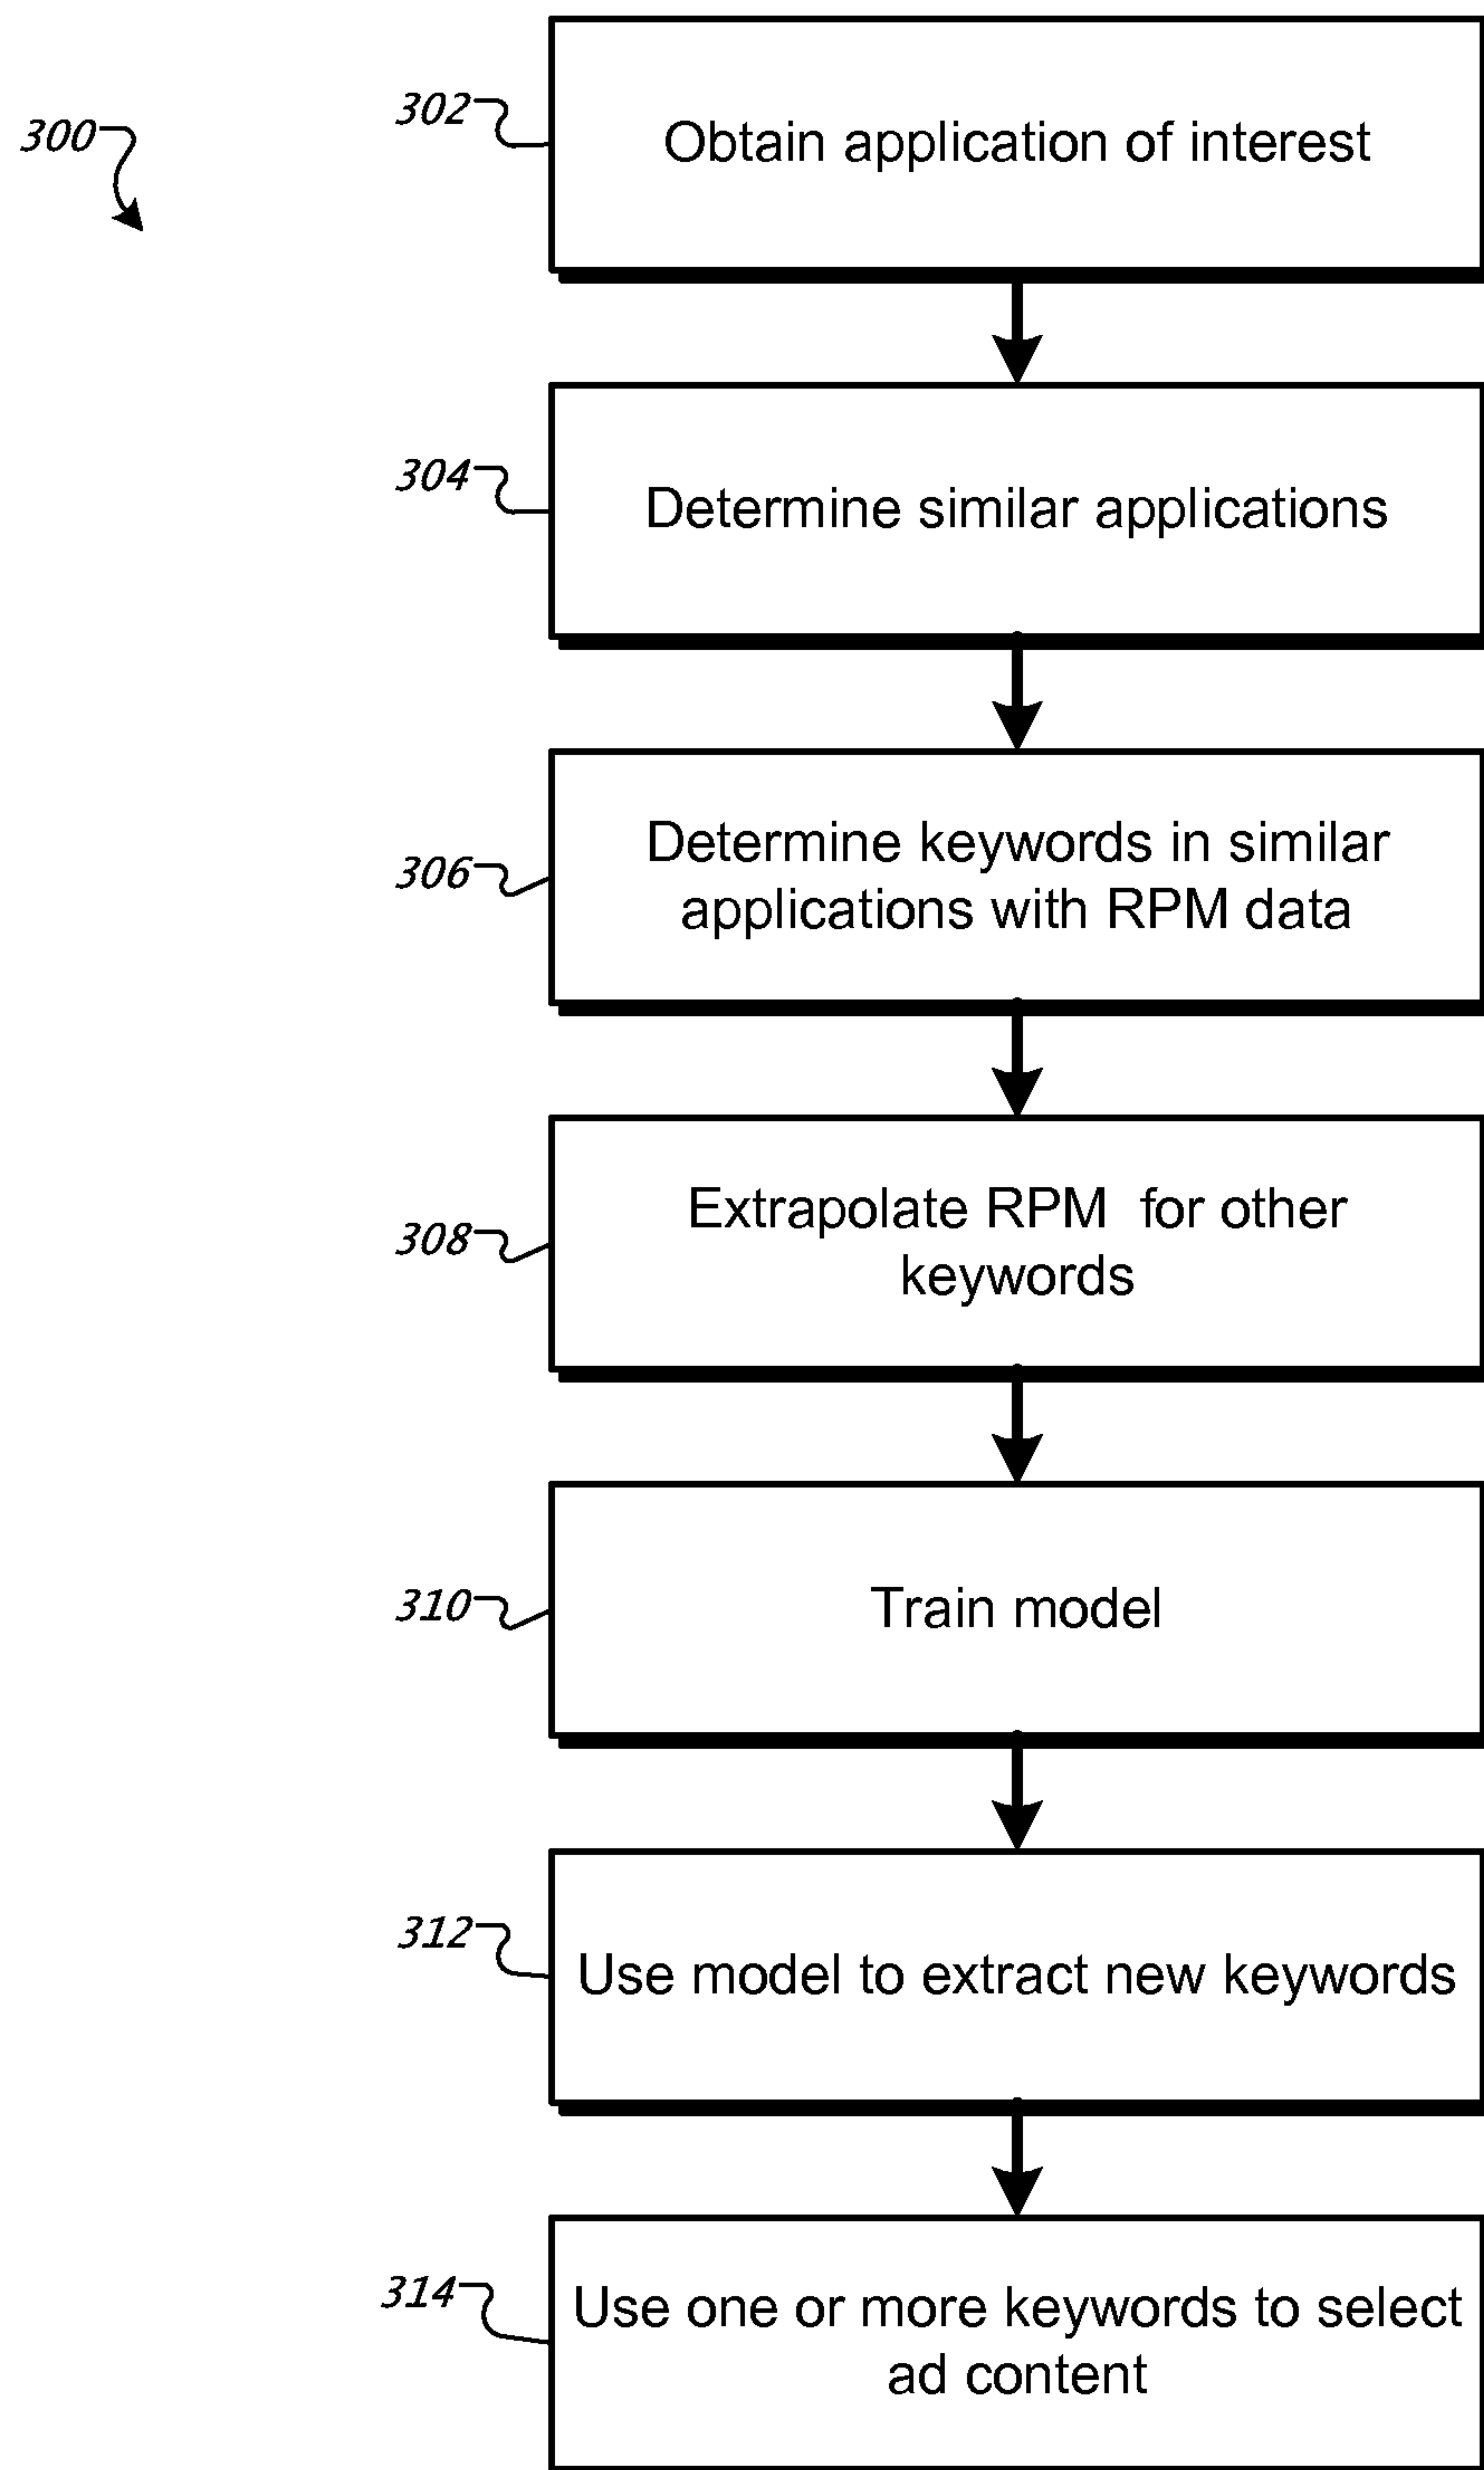 300
302
Obtain application of interest
304
Determine similar applications
306
Determine keywords in similar
applications with RPM data
308
Extrapolate RPM for other
keywords
310
Train model
312
Use model to extract new keywords
314
Use one or more keywords to select
ad content